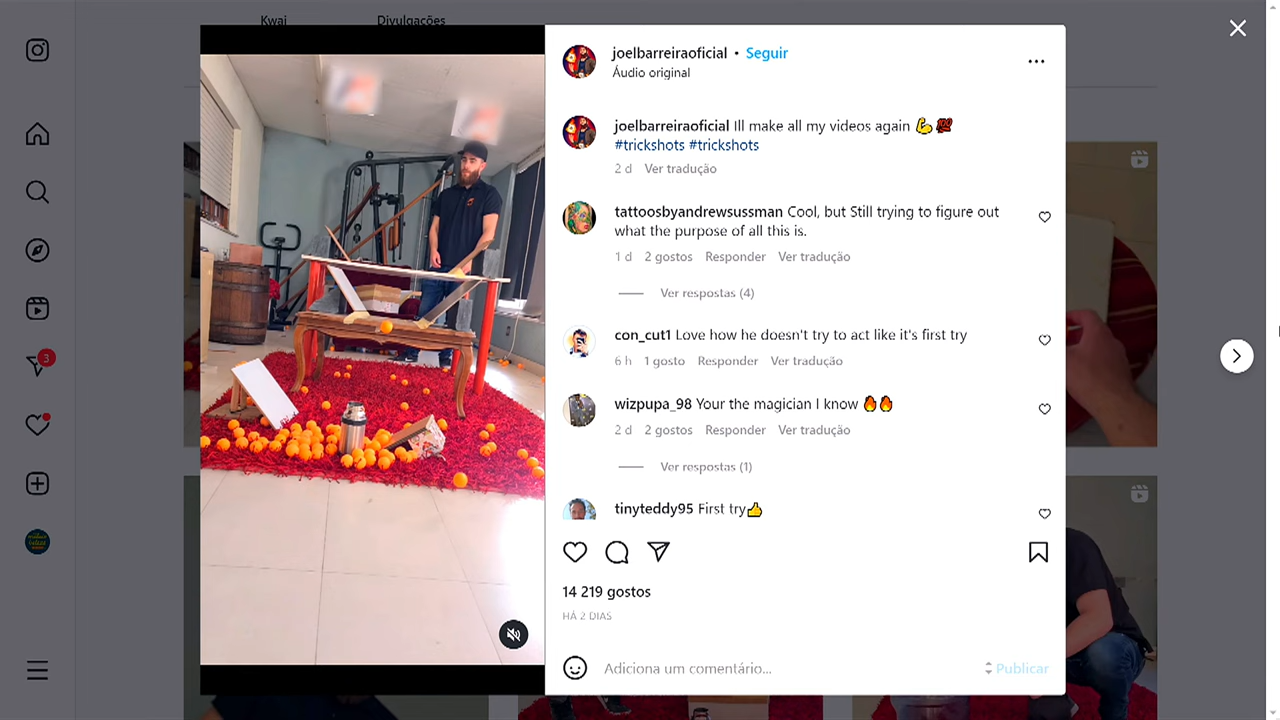 Kwai
Divulgações
joelbarreiraoficial • Seguir
Áudio original
joelbarreiraoficial Ill make all my videos again 💪 💯
#trickshots #trickshots
2 d Ver tradução
tattoosbyandrewsussman Cool, but Still trying to figure out
what the purpose of all this is.
1 d 2 gostos Responder Ver tradução
Ver respostas (4)
con_cut1 Love how he doesn't try to act like it's first try
6 h 1 gosto Responder Ver tradução
wizpupa_98 Your the magician I know 🔥🔥
2 d 2 gostos Responder Ver tradução
Ver respostas (1)
tinyteddy95 First try👍
3
14 219 gostos
HÁ 2 DIAS
Adiciona um comentário...
Publicar